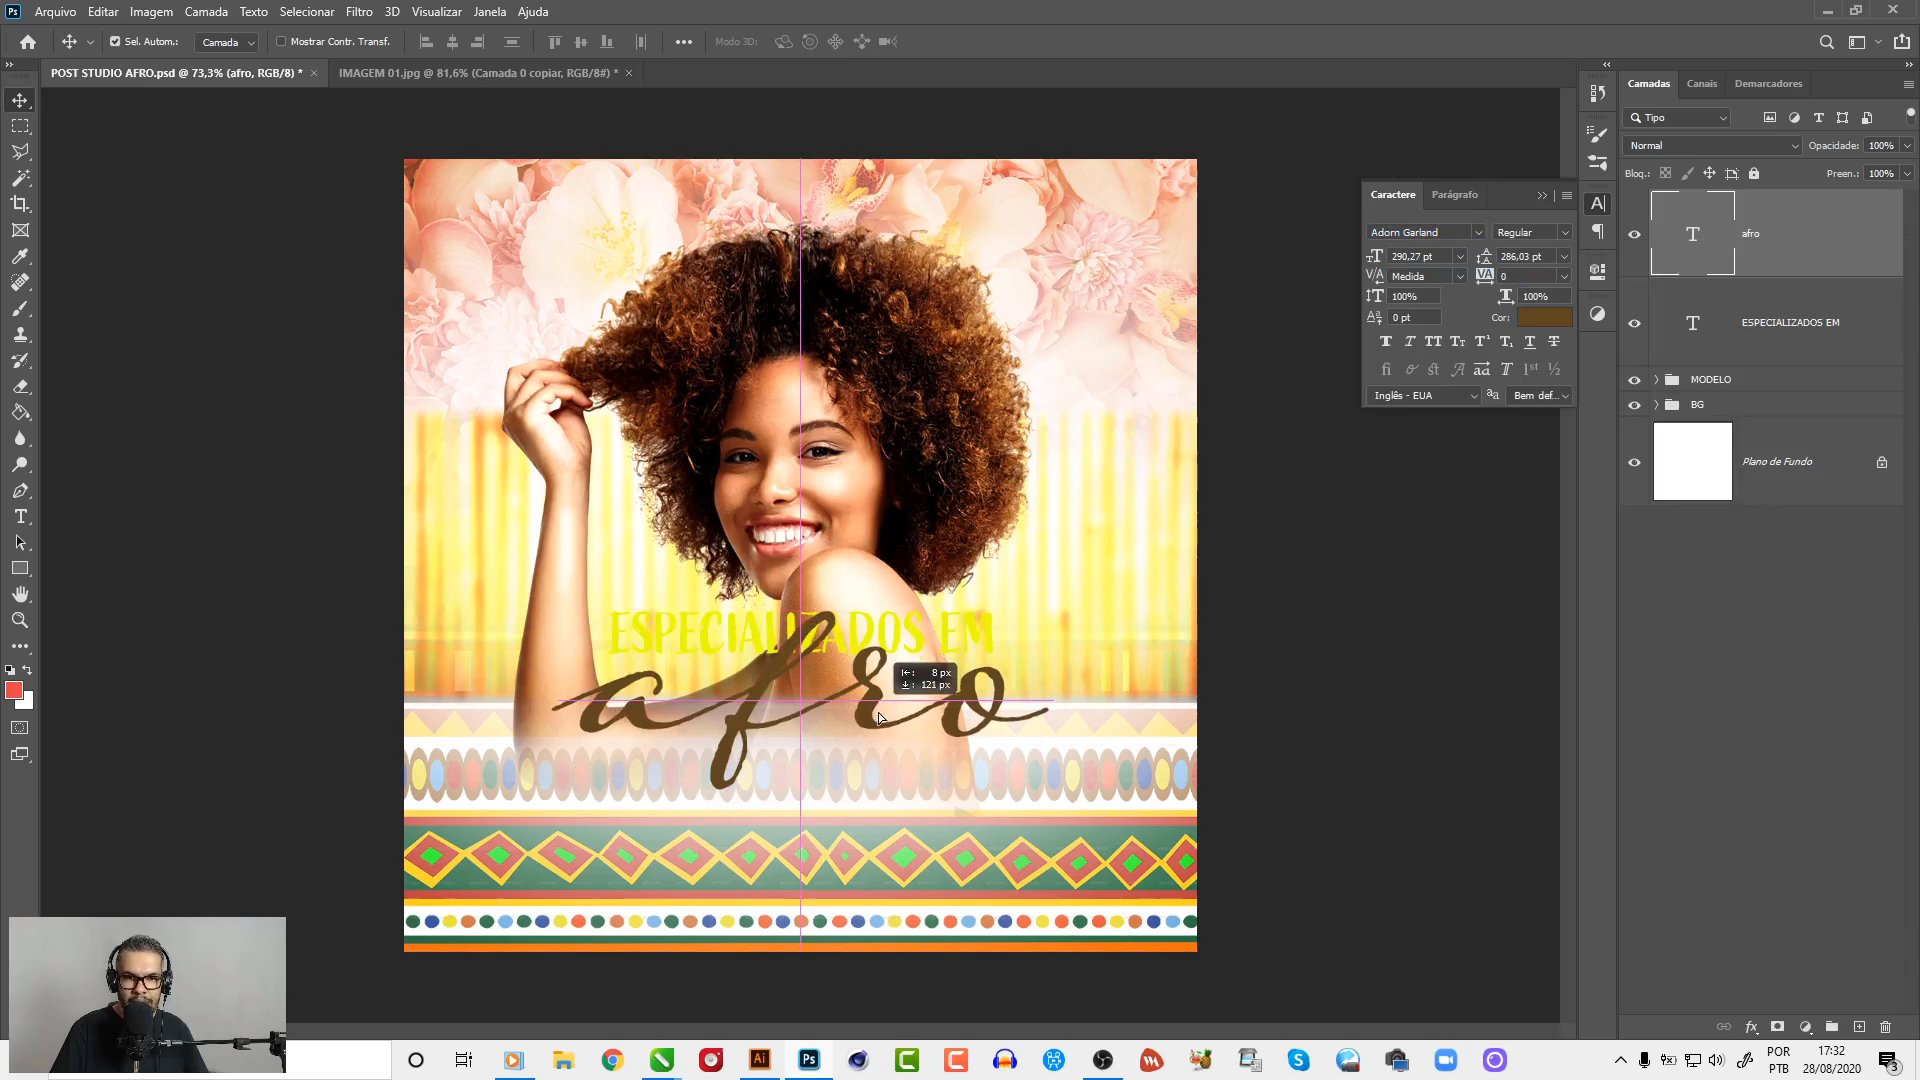 Ps Arquivo Editar Imagem Camada Texto Selecionar Filtro 3D Visualizar Janela Ajuda
Sel. Autom.: Camada Mostrar Contr. Transf. Modo 3D:
POST STUDIO AFRO.psd @ 73,3% (afro, RGB/8) * IMAGEM 01.jpg @ 81,6% (Camada 0 copiar, RGB/8#) *
Camadas Canais Demarcadores
Tipo
Normal Opacidade: 100%
Bloq.: Preen.: 100%
Caractere Parágrafo
Adorn Garland Regular
290,27 pt 286,03 pt
Medida 0
100% 100%
0 pt Cor:
Inglês - EUA Bem def...
afro
ESPECIALIZADOS EM
MODELO
BG
Plano de Fundo
ESPECIALIZADOS EM
afro
8 px
121 px
Ai Ps
POR
PTB
17:32
28/08/2020
3